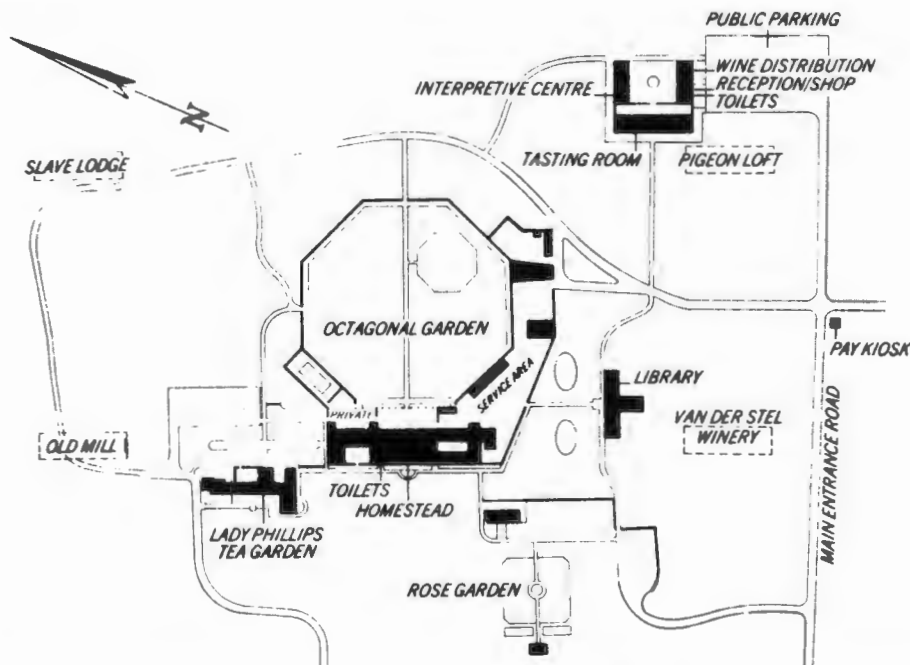 PUBLIC PARKING
WINE DISTRIBUTION
INTERPRETIVE CENTRE
RECEPTION/SHOP
TOILETS
N
TASTING ROOM
PIGEON LOFT
SLAVE LODGE
OCTAGONAL GARDEN
PAY KIOSK
SERVICE AREA
LIBRARY
PRIVATE
VAN DER STEL
WINERY
OLD MILL
TOILETS
HOMESTEAD
MAIN ENTRANCE ROAD
LADY PHILLIPS
TEA GARDEN
ROSE GARDEN